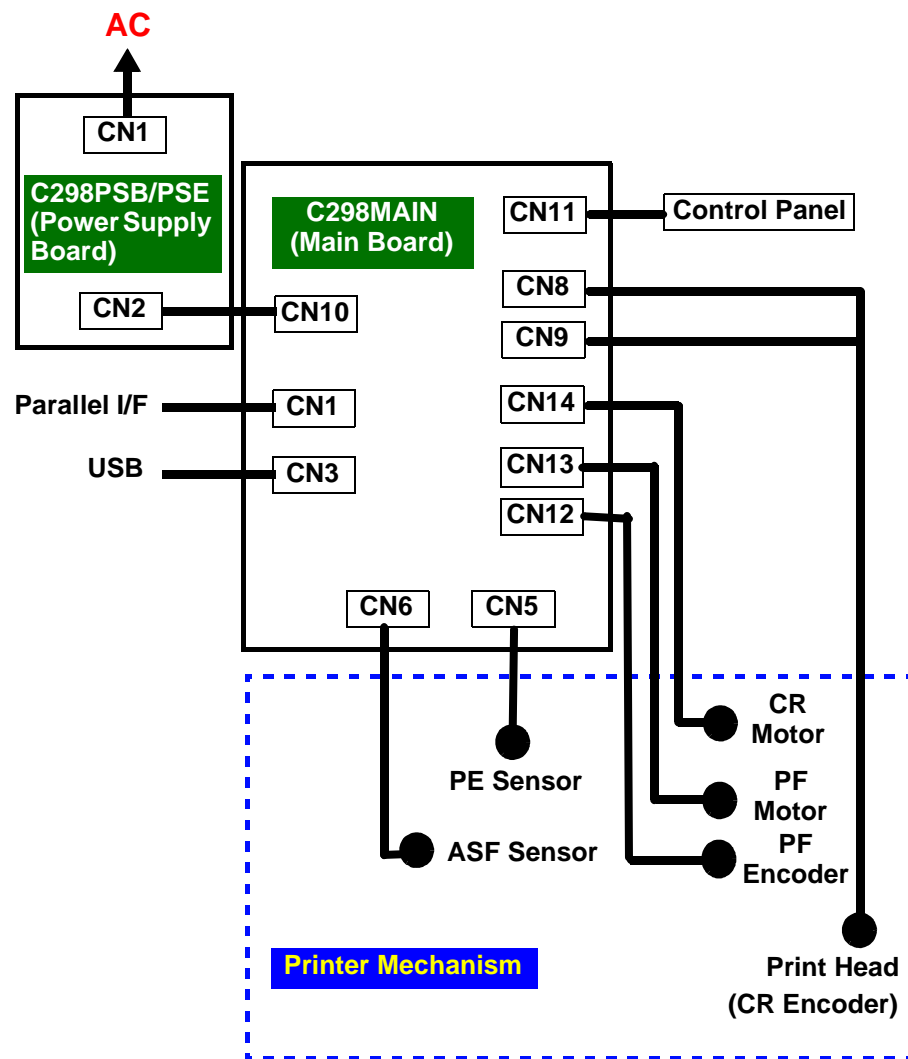 AC
CN1
C298PSB/PSE
(Power Supply
Board)
CN2
C298MAIN
(Main Board)
CN10
CN1
CN3
Parallel I/F
USB
CN11
Control Panel
CN8
CN9
CN14
CN13
CN12
CN6
CN5
CR
Motor
PE Sensor
PF
Motor
ASF Sensor
PF
Encoder
Printer Mechanism
Print Head
(CR Encoder)